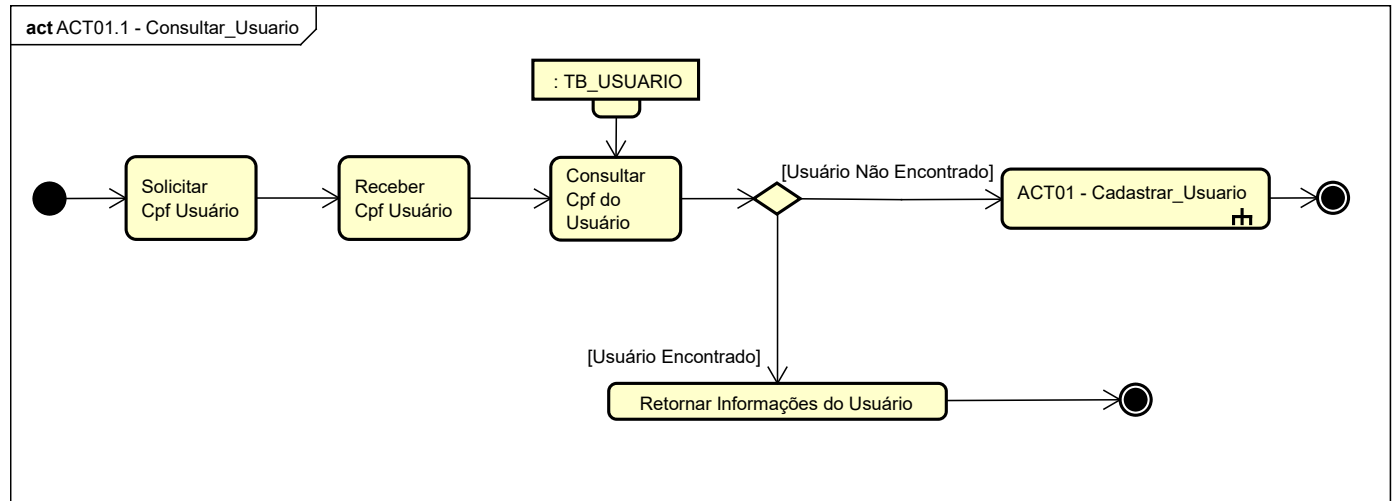 act ACT01.1 - Consultar_Usuario
: TB_USUARIO
Solicitar
Cpf Usuário
Receber
Cpf Usuário
Consultar
Cpf do
Usuário
[Usuário Não Encontrado]
ACT01 - Cadastrar_Usuario
[Usuário Encontrado]
Retornar Informações do Usuário